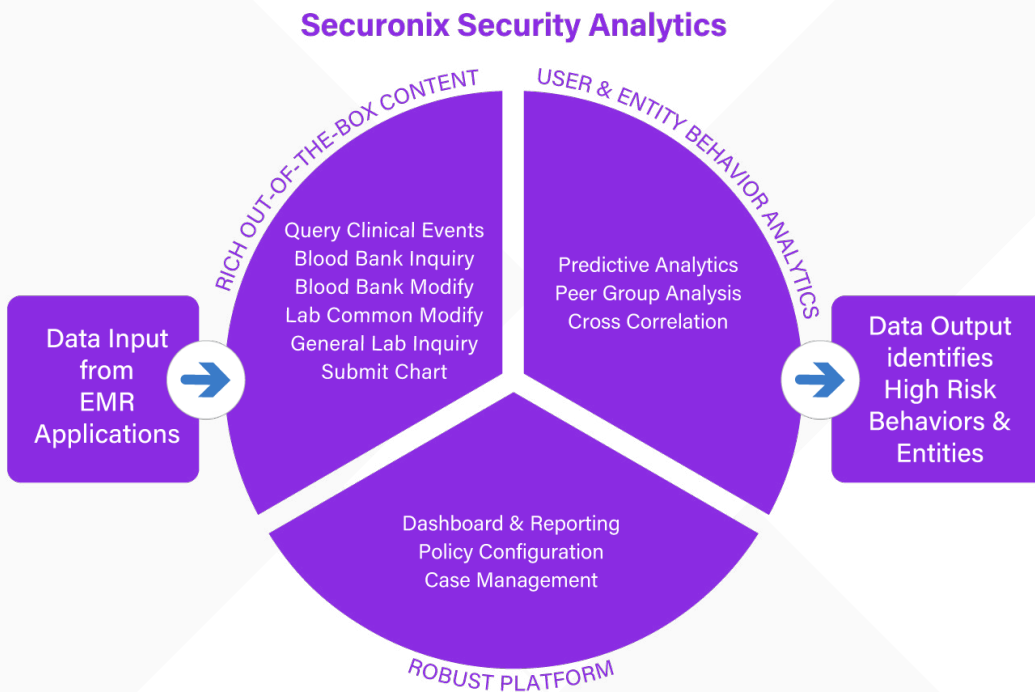 Securonix Security Analytics
RICH OUT-OF-THE-BOX CONTENT
USER & ENTITY BEHAVIOR ANALYTICS
Query Clinical Events
Blood Bank Inquiry
Blood Bank Modify
Lab Common Modify
General Lab Inquiry
Submit Chart
Predictive Analytics
Peer Group Analysis
Cross Correlation
Data Input
from
EMR
Applications
Data Output
identifies
High Risk
Behaviors &
Entities
Dashboard & Reporting
Policy Configuration
Case Management
ROBUST PLATFORM